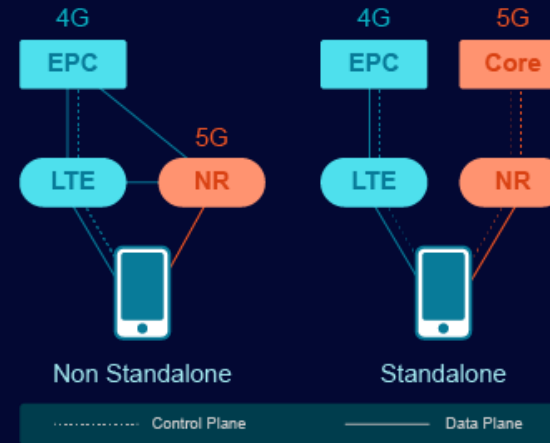 4G
EPC
5G
LTE
NR
Non Standalone
4G
5G
EPC
Core
LTE
NR
Standalone
Control Plane
Data Plane